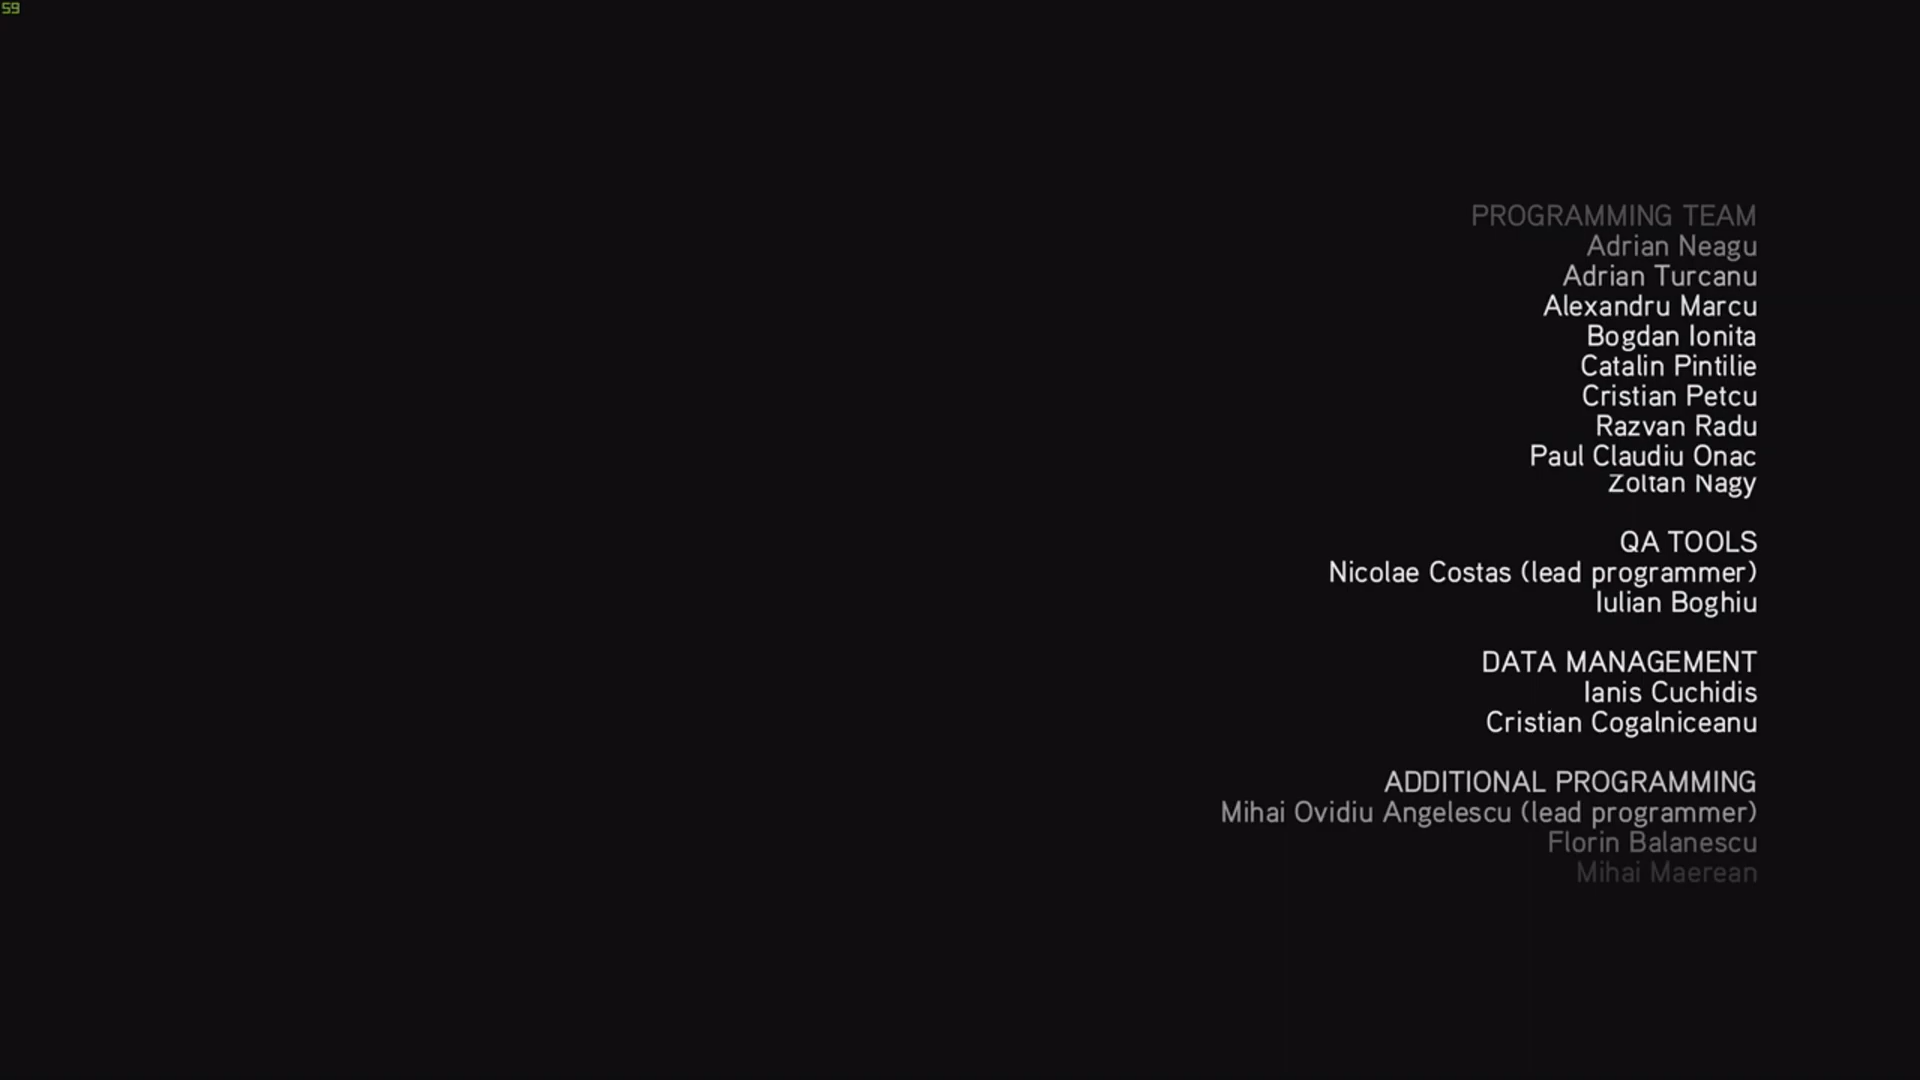 59
PROGRAMMING TEAM
Adrian Neagu
Adrian Turcanu
Alexandru Marcu
Bogdan Ionita
Catalin Pintilie
Cristian Petcu
Razvan Radu
Paul Claudiu Onac
Zoltan Nagy
QA TOOLS
Nicolae Costas (lead programmer)
Iulian Boghiu
DATA MANAGEMENT
Ianis Cuchidis
Cristian Cogalniceanu
ADDITIONAL PROGRAMMING
Mihai Ovidiu Angelescu (lead programmer)
Florin Balanescu
Mihai Maerean